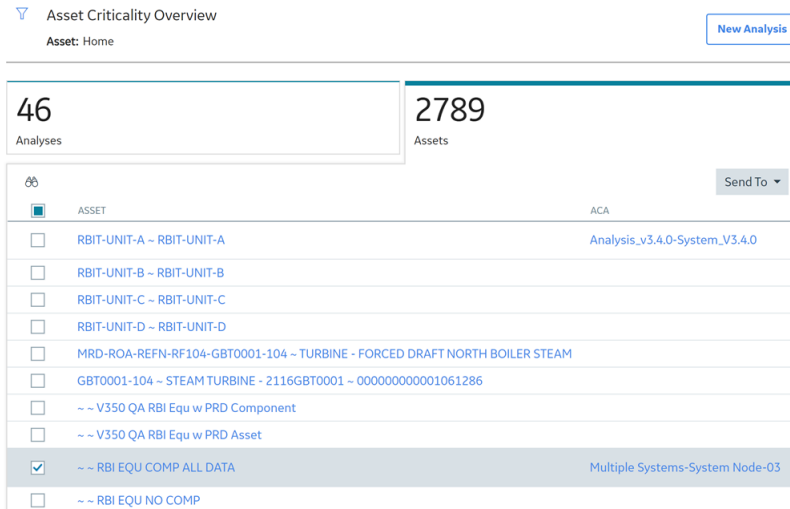 Asset Criticality Overview
Asset: Home
New Analysis
46
Analyses
2789
Assets
Send To
ASSET ACA
RBIT-UNIT-A ~ RBIT-UNIT-A Analysis_v3.4.0-System_V3.4.0
RBIT-UNIT-B ~ RBIT-UNIT-B
RBIT-UNIT-C ~ RBIT-UNIT-C
RBIT-UNIT-D ~ RBIT-UNIT-D
MRD-ROA-REFN-RF104-GBT0001-104 ~ TURBINE - FORCED DRAFT NORTH BOILER STEAM
GBT0001-104 ~ STEAM TURBINE - 2116GBT0001 ~ 000000000001061286
~ ~ V350 QA RBI Equ w PRD Component
~ ~ V350 QA RBI Equ w PRD Asset
~ ~ RBI EQU COMP ALL DATA Multiple Systems-System Node-03
~ ~ RBI EQU NO COMP